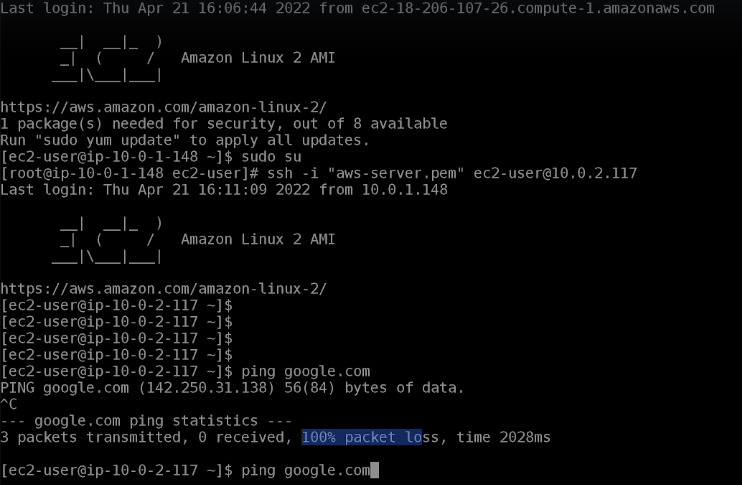 Last login: Thu Apr 21 16:06:44 2022 from ec2-18-206-107-26.compute-1.amazonaws.com
       __|  __|_  )
       _|  (     /   Amazon Linux 2 AMI
      ___|\___|___|
https://aws.amazon.com/amazon-linux-2/
1 package(s) needed for security, out of 8 available
Run "sudo yum update" to apply all updates.
[ec2-user@ip-10-0-1-148 ~]$ sudo su
[root@ip-10-0-1-148 ec2-user]# ssh -i "aws-server.pem" ec2-user@10.0.2.117
Last login: Thu Apr 21 16:11:09 2022 from 10.0.1.148
       __|  __|_  )
       _|  (     /   Amazon Linux 2 AMI
      ___|\___|___|
https://aws.amazon.com/amazon-linux-2/
[ec2-user@ip-10-0-2-117 ~]$
[ec2-user@ip-10-0-2-117 ~]$
[ec2-user@ip-10-0-2-117 ~]$
[ec2-user@ip-10-0-2-117 ~]$
[ec2-user@ip-10-0-2-117 ~]$ ping google.com
PING google.com (142.250.31.138) 56(84) bytes of data.
^C
--- google.com ping statistics ---
3 packets transmitted, 0 received, 100% packet loss, time 2028ms
[ec2-user@ip-10-0-2-117 ~]$ ping google.com